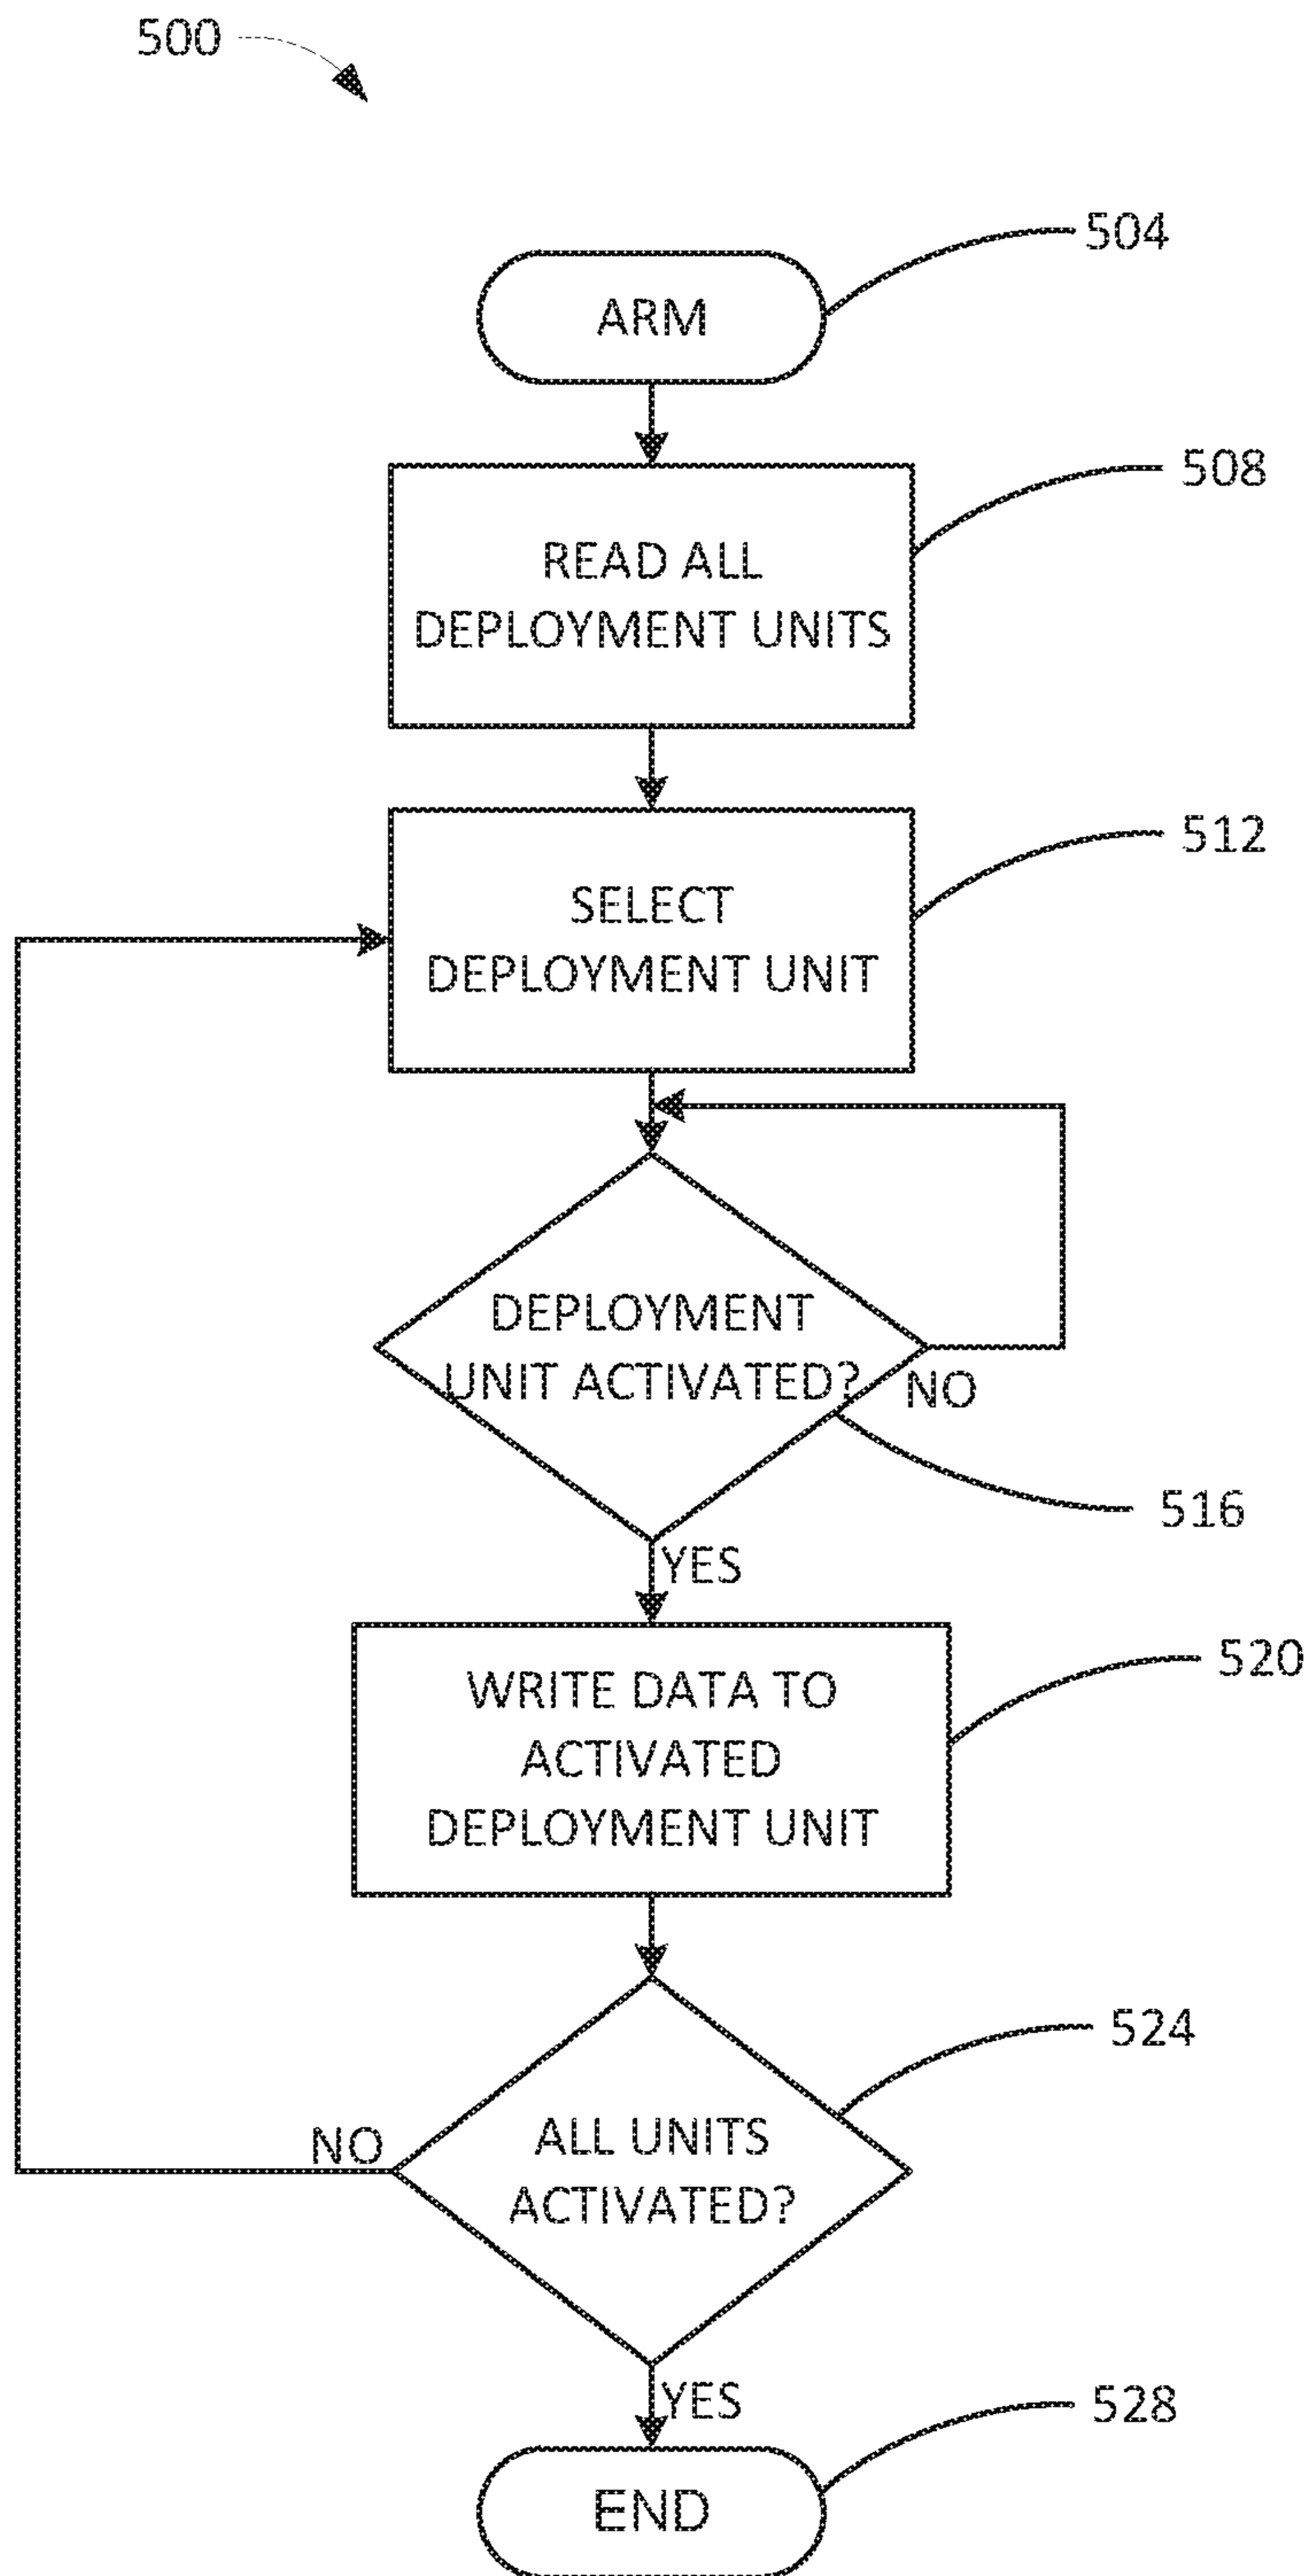 500
504
ARM
508
READ ALL
DEPLOYMENT UNITS
512
SELECT
DEPLOYMENT UNIT
DEPLOYMENT
UNIT ACTIVATED?
NO
516
YES
520
WRITE DATA TO
ACTIVATED
DEPLOYMENT UNIT
524
NO
ALL UNITS
ACTIVATED?
YES
528
END